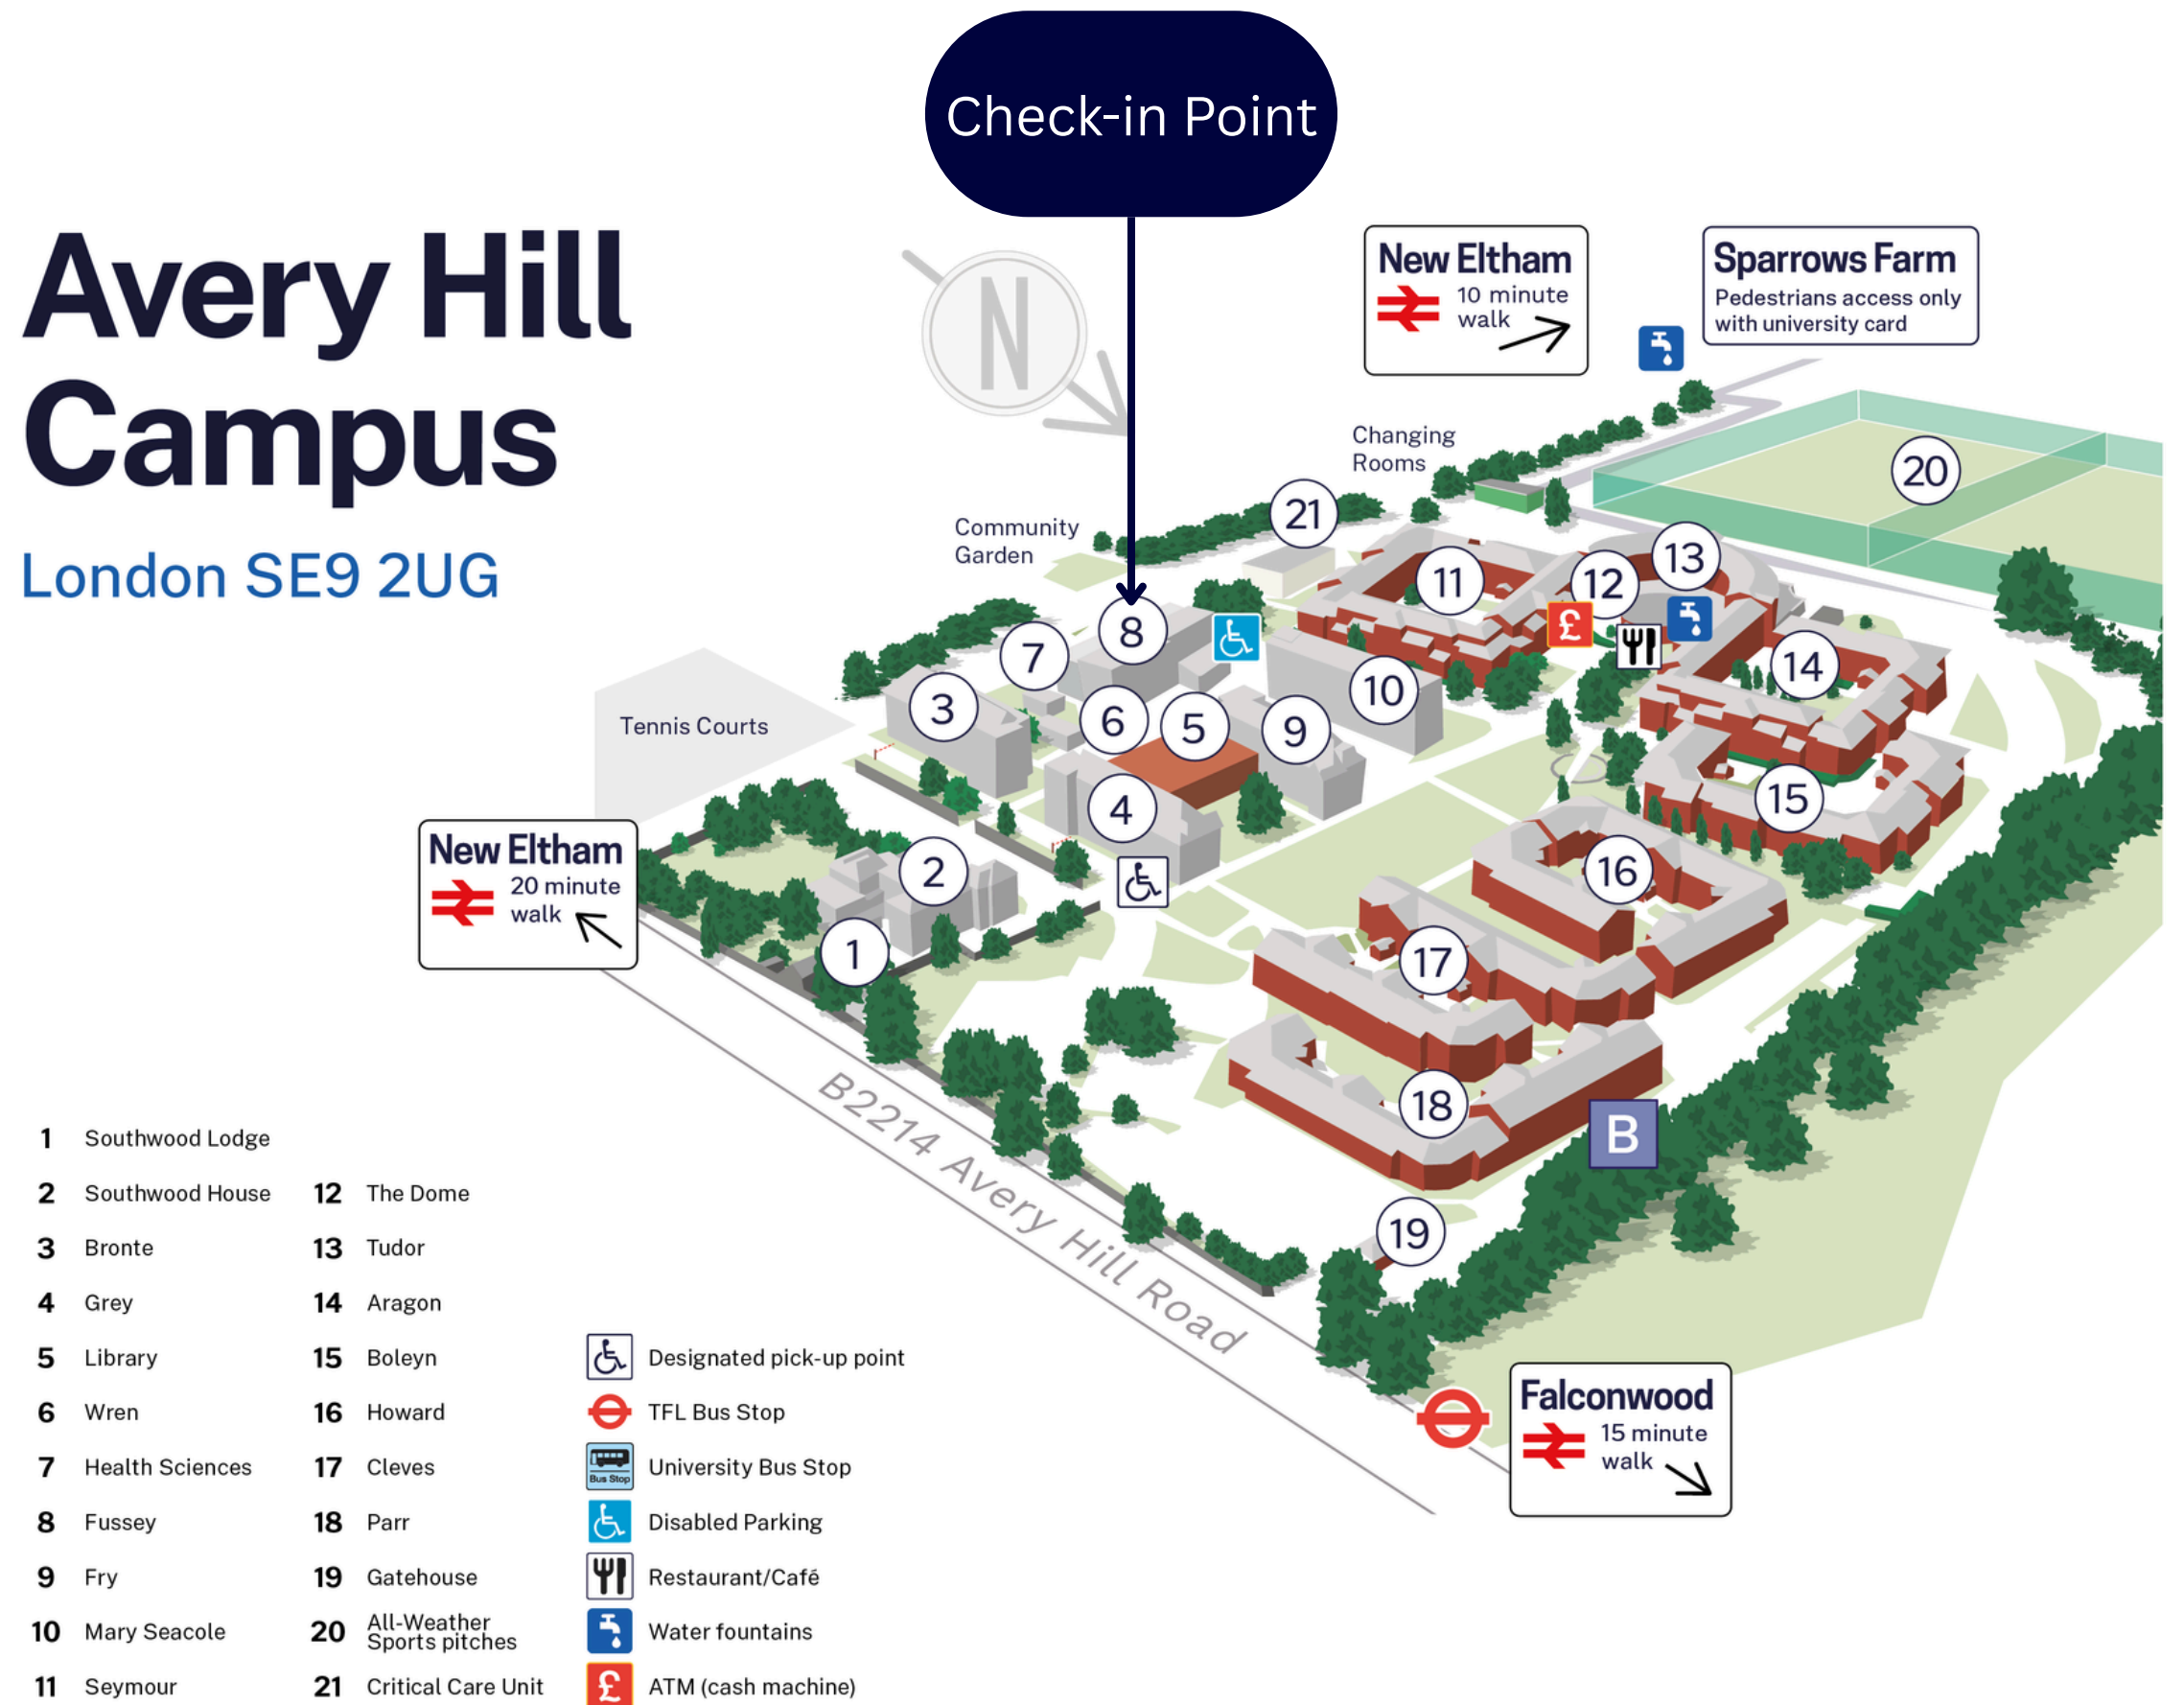 Check-in Point
Avery Hill
Campus
London SE9 2UG
N
New Eltham
10 minute
walk
Sparrows Farm
Pedestrians access only
with university card
Changing
Rooms
Community
Garden
20
21
11
12
13
£
8
7
14
3
10
6
5
9
Tennis Courts
15
4
2
16
New Eltham
20 minute
walk
1
17
18
B
B2214 Avery Hill Road
19
Falconwood
15 minute
walk
1 Southwood Lodge
2 Southwood House
3 Bronte
4 Grey
5 Library
6 Wren
7 Health Sciences
8 Fussey
9 Fry
10 Mary Seacole
11 Seymour
12 The Dome
13 Tudor
14 Aragon
15 Boleyn
16 Howard
17 Cleves
18 Parr
19 Gatehouse
20 All-Weather
Sports pitches
21 Critical Care Unit
Designated pick-up point
TFL Bus Stop
Bus Stop
University Bus Stop
Disabled Parking
Restaurant/Café
Water fountains
£ ATM (cash machine)